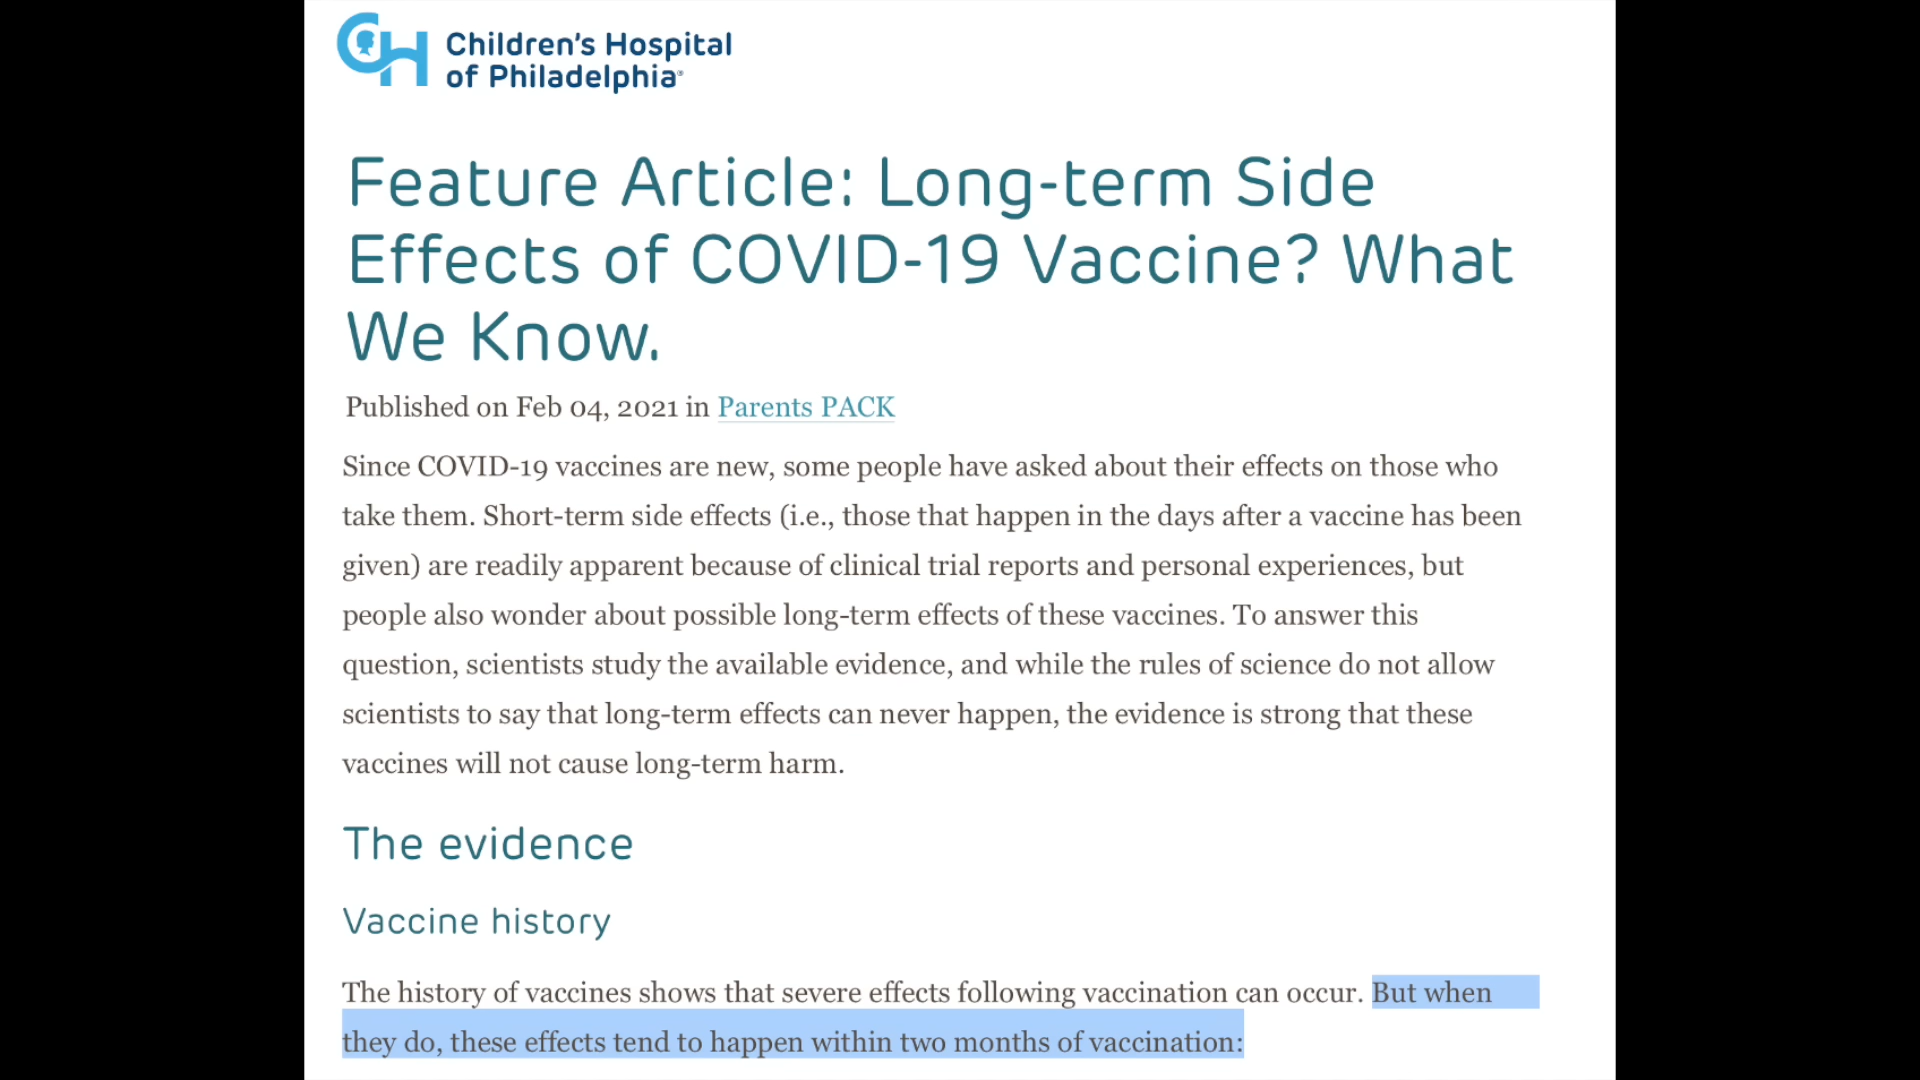 Children's Hospital
of Philadelphia®
Feature Article: Long-term Side
Effects of COVID-19 Vaccine? What
We Know.
Published on Feb 04, 2021 in Parents PACK
Since COVID-19 vaccines are new, some people have asked about their effects on those who
take them. Short-term side effects (i.e., those that happen in the days after a vaccine has been
given) are readily apparent because of clinical trial reports and personal experiences, but
people also wonder about possible long-term effects of these vaccines. To answer this
question, scientists study the available evidence, and while the rules of science do not allow
scientists to say that long-term effects can never happen, the evidence is strong that these
vaccines will not cause long-term harm.
The evidence
Vaccine history
The history of vaccines shows that severe effects following vaccination can occur. But when
they do, these effects tend to happen within two months of vaccination: